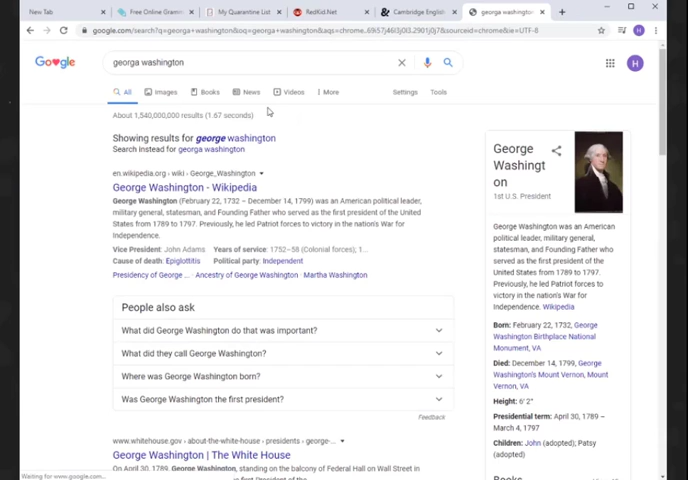 New Tab
Free Online Gramm
My Quarantine List
RedKid.Net
Cambridge English
georga washington
google.com/search?q=georga+washington&oq=georga+washington&aqs=chrome..69i57j46j0j0l3.2901j0j7&sourceid=chrome&ie=UTF-8
georga washington
H
All Images Books News Videos More Settings Tools
About 1,540,000,000 results (1.67 seconds)
Showing results for george washington
Search instead for georga washington
en.wikipedia.org › wiki › George_Washington
George Washington - Wikipedia
George Washington (February 22, 1732 – December 14, 1799) was an American political leader,
military general, statesman, and Founding Father who served as the first president of the United
States from 1789 to 1797. Previously, he led Patriot forces to victory in the nation's War for
Independence.
Vice President: John Adams Years of service: 1752–58 (Colonial forces); 1...
Cause of death: Epiglottitis Political party: Independent
Presidency of George ... · Ancestry of George Washington · Martha Washington
People also ask
What did George Washington do that was important?
What did they call George Washington?
Where was George Washington born?
Was George Washington the first president?
Feedback
www.whitehouse.gov › about-the-white-house › presidents › george-...
George Washington | The White House
On April 30, 1789, George Washington, standing on the balcony of Federal Hall on Wall Street in
George
Washingt
on
1st U.S. President
George Washington was an American
political leader, military general,
statesman, and Founding Father who
served as the first president of the
United States from 1789 to 1797.
Previously, he led Patriot forces to
victory in the nation's War for
Independence. Wikipedia
Born: February 22, 1732, George
Washington Birthplace National
Monument, VA
Died: December 14, 1799, George
Washington's Mount Vernon, Mount
Vernon, VA
Height: 6′ 2″
Presidential term: April 30, 1789 –
March 4, 1797
Children: John (adopted), Patsy
(adopted)
Books
Waiting for www.google.com...